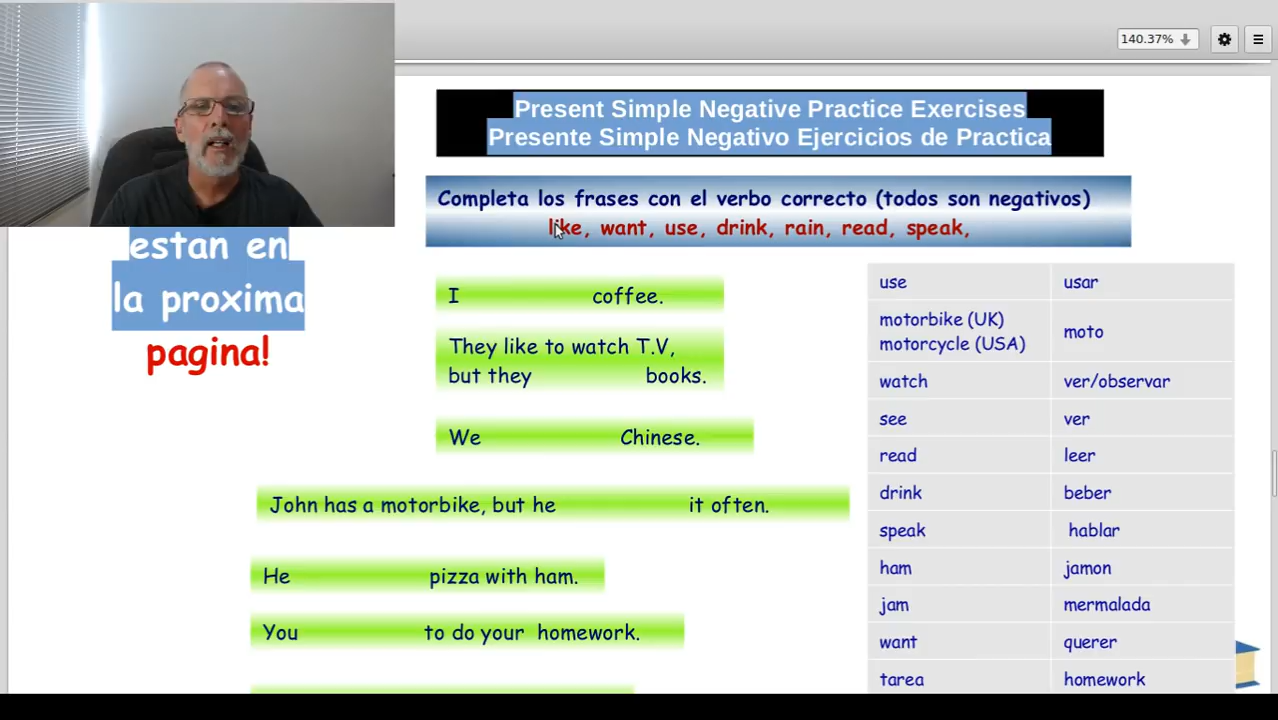 140.37%
Present Simple Negative Practice Exercises
Presente Simple Negativo Ejercicios de Practica
Completa los frases con el verbo correcto (todos son negativos)
like, want, use, drink, rain, read, speak,
estan en
la proxima
pagina!
I coffee.
They like to watch T.V,
but they books.
We Chinese.
John has a motorbike, but he it often.
He pizza with ham.
You to do your homework.
use usar
motorbike (UK)
motorcycle (USA) moto
watch ver/observar
see ver
read leer
drink beber
speak hablar
ham jamon
jam mermalada
want querer
tarea homework